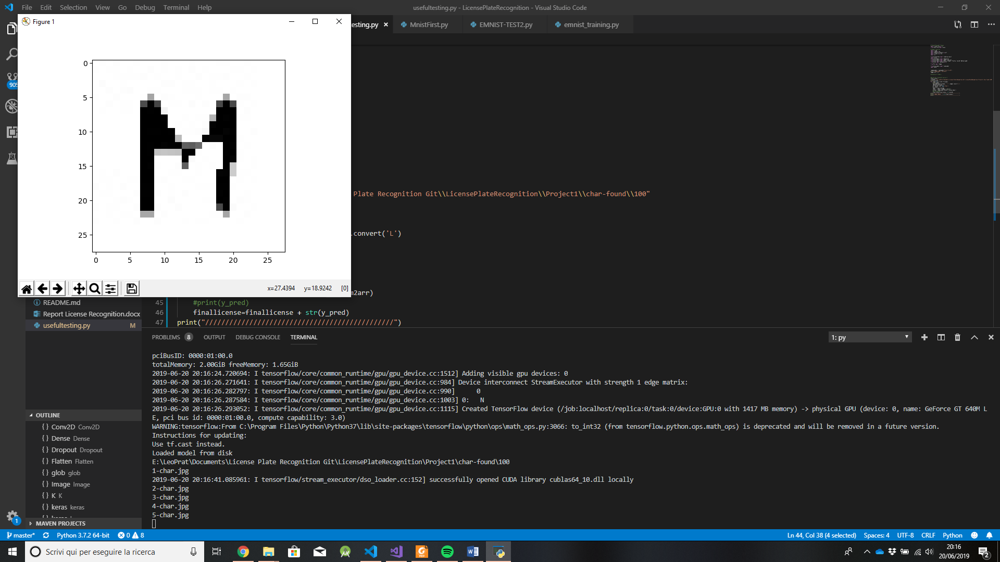 File Edit Selection View Go Debug Terminal Help
usefultesting.py - LicensePlateRecognition - Visual Studio Code
Figure 1
esting.py
MnistFirst.py
EMNIST-TEST2.py
emnist_training.py
905
0
5
10
15
20
25
0 5 10 15 20 25
M
x=27.4394 y=18.9242 [0]
Plate Recognition Git\\LicensePlateRecognition\\Project1\\char-found\\100"
.convert('L')
m2arr)
45 #print(y_pred)
46 finallicense=finallicense + str(y_pred)
47 print("///////////////////////////////////////////////")
README.md
Report License Recognition.docx
usefultesting.py M
OUTLINE
Conv2D Conv2D
Dense Dense
Dropout Dropout
Flatten Flatten
glob glob
Image Image
K K
keras keras
MAVEN PROJECTS
PROBLEMS 8 OUTPUT DEBUG CONSOLE TERMINAL
1: py
pciBusID: 0000:01:00.0
totalMemory: 2.00GiB freeMemory: 1.65GiB
2019-06-20 20:16:24.720694: I tensorflow/core/common_runtime/gpu/gpu_device.cc:1512] Adding visible gpu devices: 0
2019-06-20 20:16:26.271641: I tensorflow/core/common_runtime/gpu/gpu_device.cc:984] Device interconnect StreamExecutor with strength 1 edge matrix:
2019-06-20 20:16:26.282797: I tensorflow/core/common_runtime/gpu/gpu_device.cc:990]      0
2019-06-20 20:16:26.287584: I tensorflow/core/common_runtime/gpu/gpu_device.cc:1003] 0:   N
2019-06-20 20:16:26.293052: I tensorflow/core/common_runtime/gpu/gpu_device.cc:1115] Created TensorFlow device (/job:localhost/replica:0/task:0/device:GPU:0 with 1417 MB memory) -> physical GPU (device: 0, name: GeForce GT 640M L
E, pci bus id: 0000:01:00.0, compute capability: 3.0)
WARNING:tensorflow:From C:\Program Files\Python\Python37\lib\site-packages\tensorflow\python\ops\math_ops.py:3066: to_int32 (from tensorflow.python.ops.math_ops) is deprecated and will be removed in a future version.
Instructions for updating:
Use tf.cast instead.
Loaded model from disk
E:\LeoPrat\Documents\License Plate Recognition Git\LicensePlateRecognition\Project1\char-found\100
1-char.jpg
2019-06-20 20:16:41.085961: I tensorflow/stream_executor/dso_loader.cc:152] successfully opened CUDA library cublas64_10.dll locally
2-char.jpg
3-char.jpg
4-char.jpg
5-char.jpg
1
master* Python 3.7.2 64-bit 0 8
Ln 44, Col 38 (4 selected) Spaces: 4 UTF-8 CRLF Python
Scrivi qui per eseguire la ricerca
20:16
20/06/2019
2